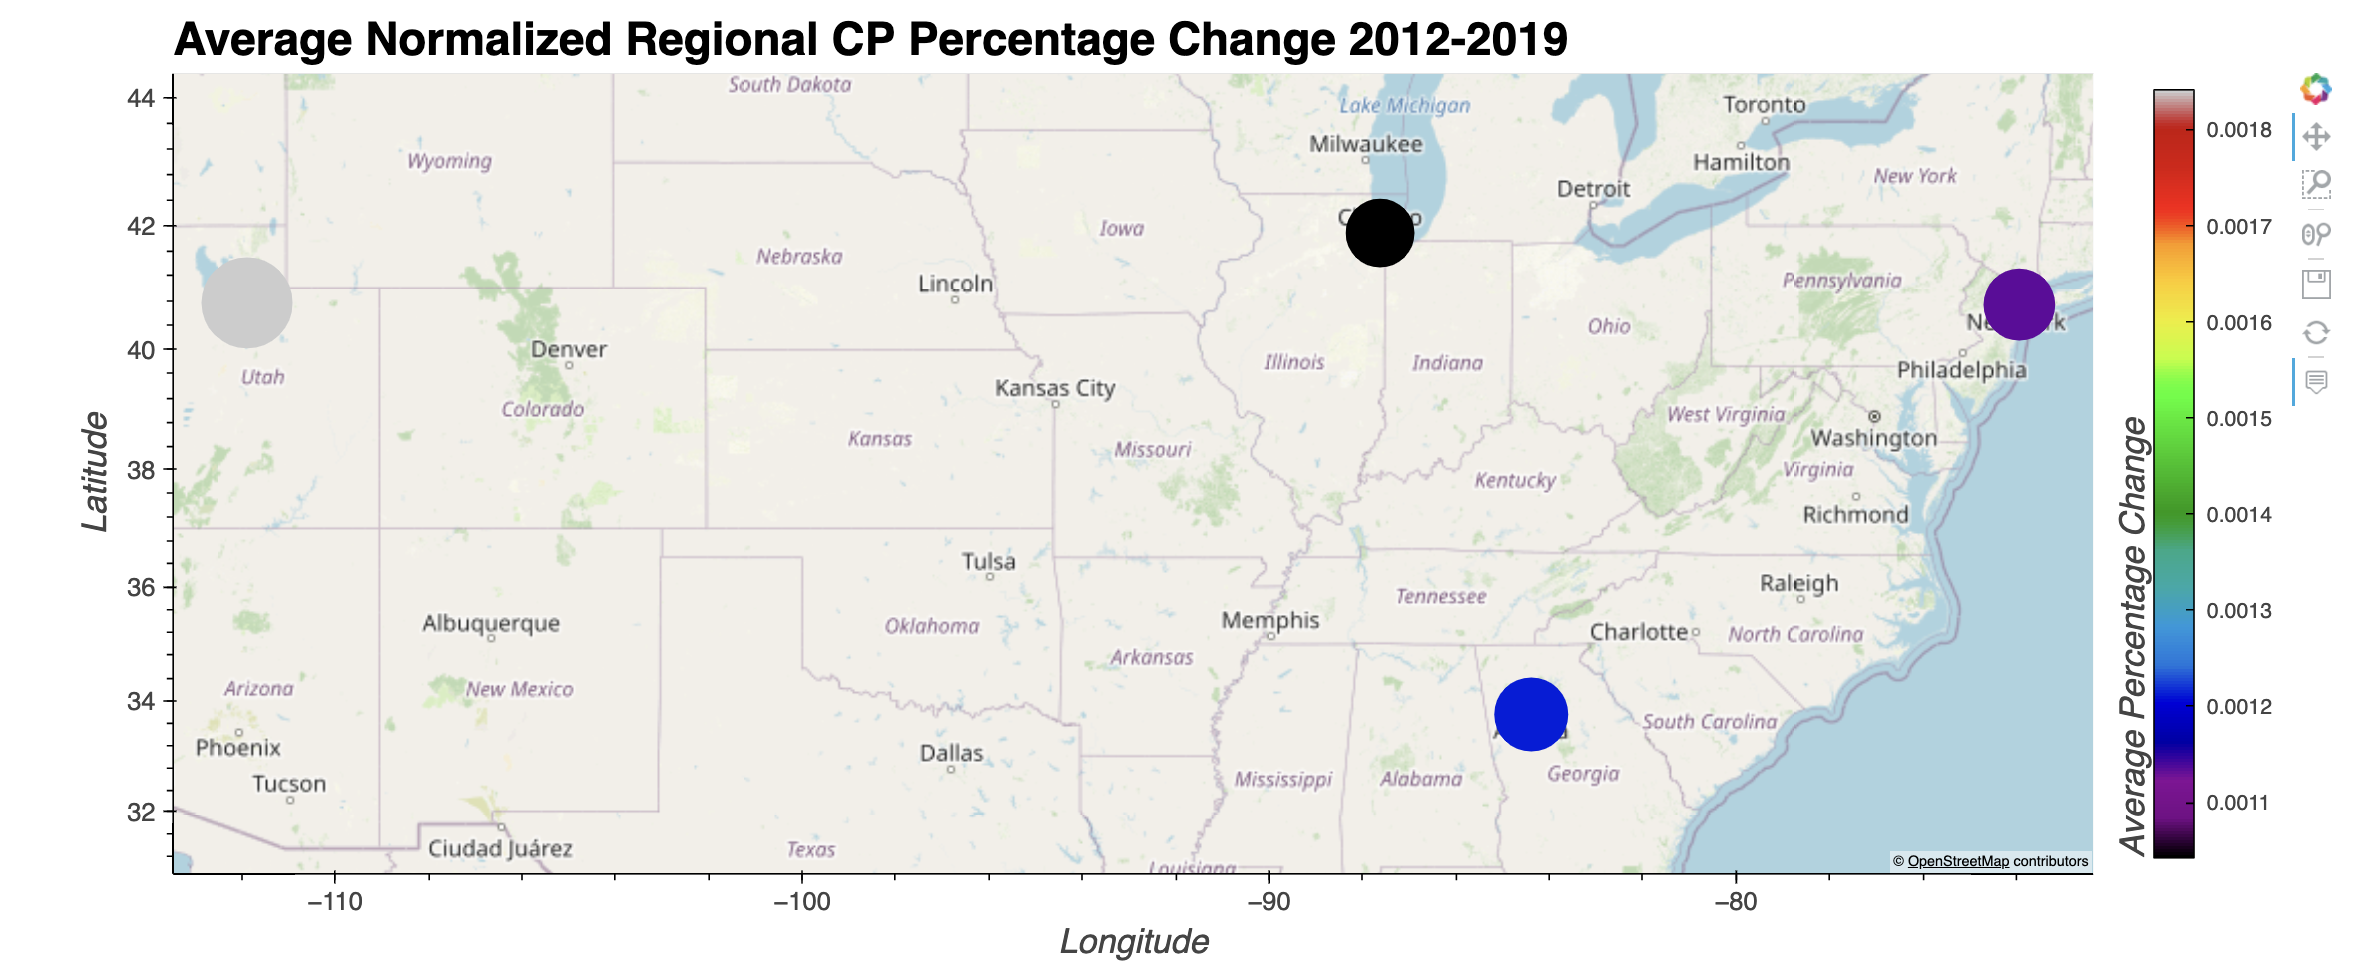 Average Normalized Regional CP Percentage Change 2012-2019
South Dakota
Lake Michigan
Toronto
Milwaukee
Hamilton
Wyoming
Detroit
New York
Iowa
Nebraska
Lincoln
Pennsylvania
Ohio
Denver
Illinois
Indiana
Utah
Philadelphia
Kansas City
Colorado
West Virginia
Washington
Kansas
Missouri
Virginia
Kentucky
Richmond
Tulsa
Raleigh
Tennessee
Albuquerque
Memphis
Oklahoma
Charlotte
North Carolina
Arkansas
Arizona
New Mexico
South Carolina
Phoenix
Dallas
Georgia
Mississippi
Alabama
Tucson
Ciudad Juárez
Texas
Louisiana
© OpenStreetMap contributors
44
42
40
38
36
34
32
Latitude
−110
−100
−90
−80
Longitude
0.0018
0.0017
0.0016
0.0015
0.0014
0.0013
0.0012
0.0011
Average Percentage Change